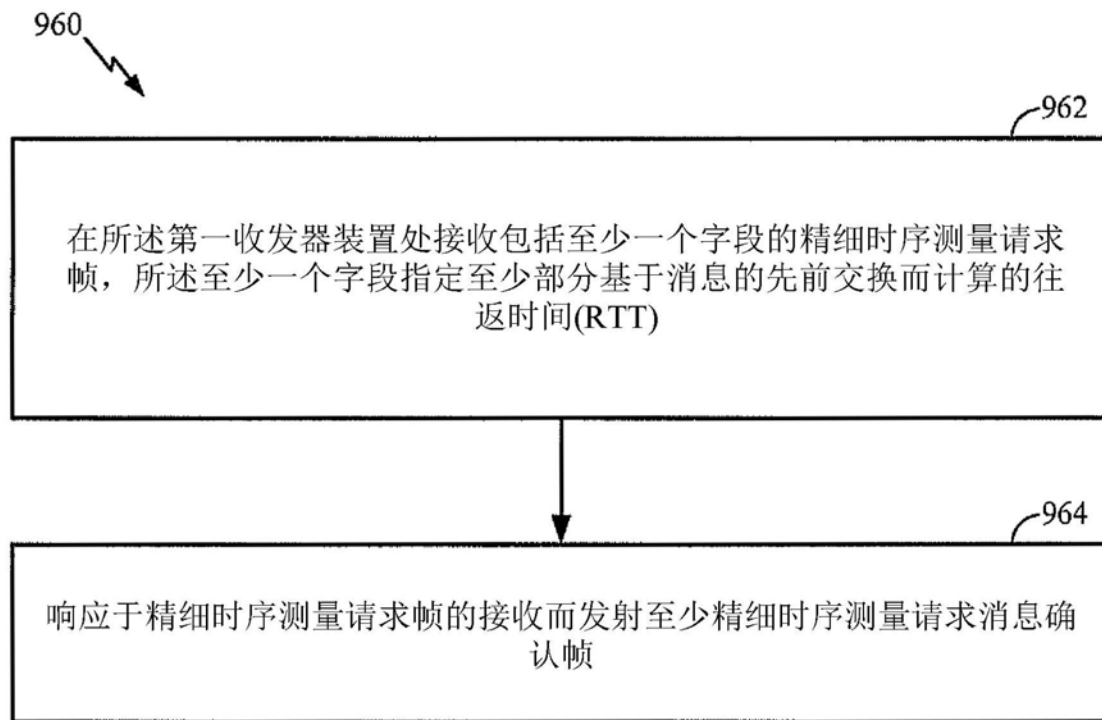 960
962
在所述第一收发器装置处接收包括至少一个字段的精细时序测量请求
帧，所述至少一个字段指定至少部分基于消息的先前交换而计算的往
返时间(RTT)
964
响应于精细时序测量请求帧的接收而发射至少精细时序测量请求消息确
认帧